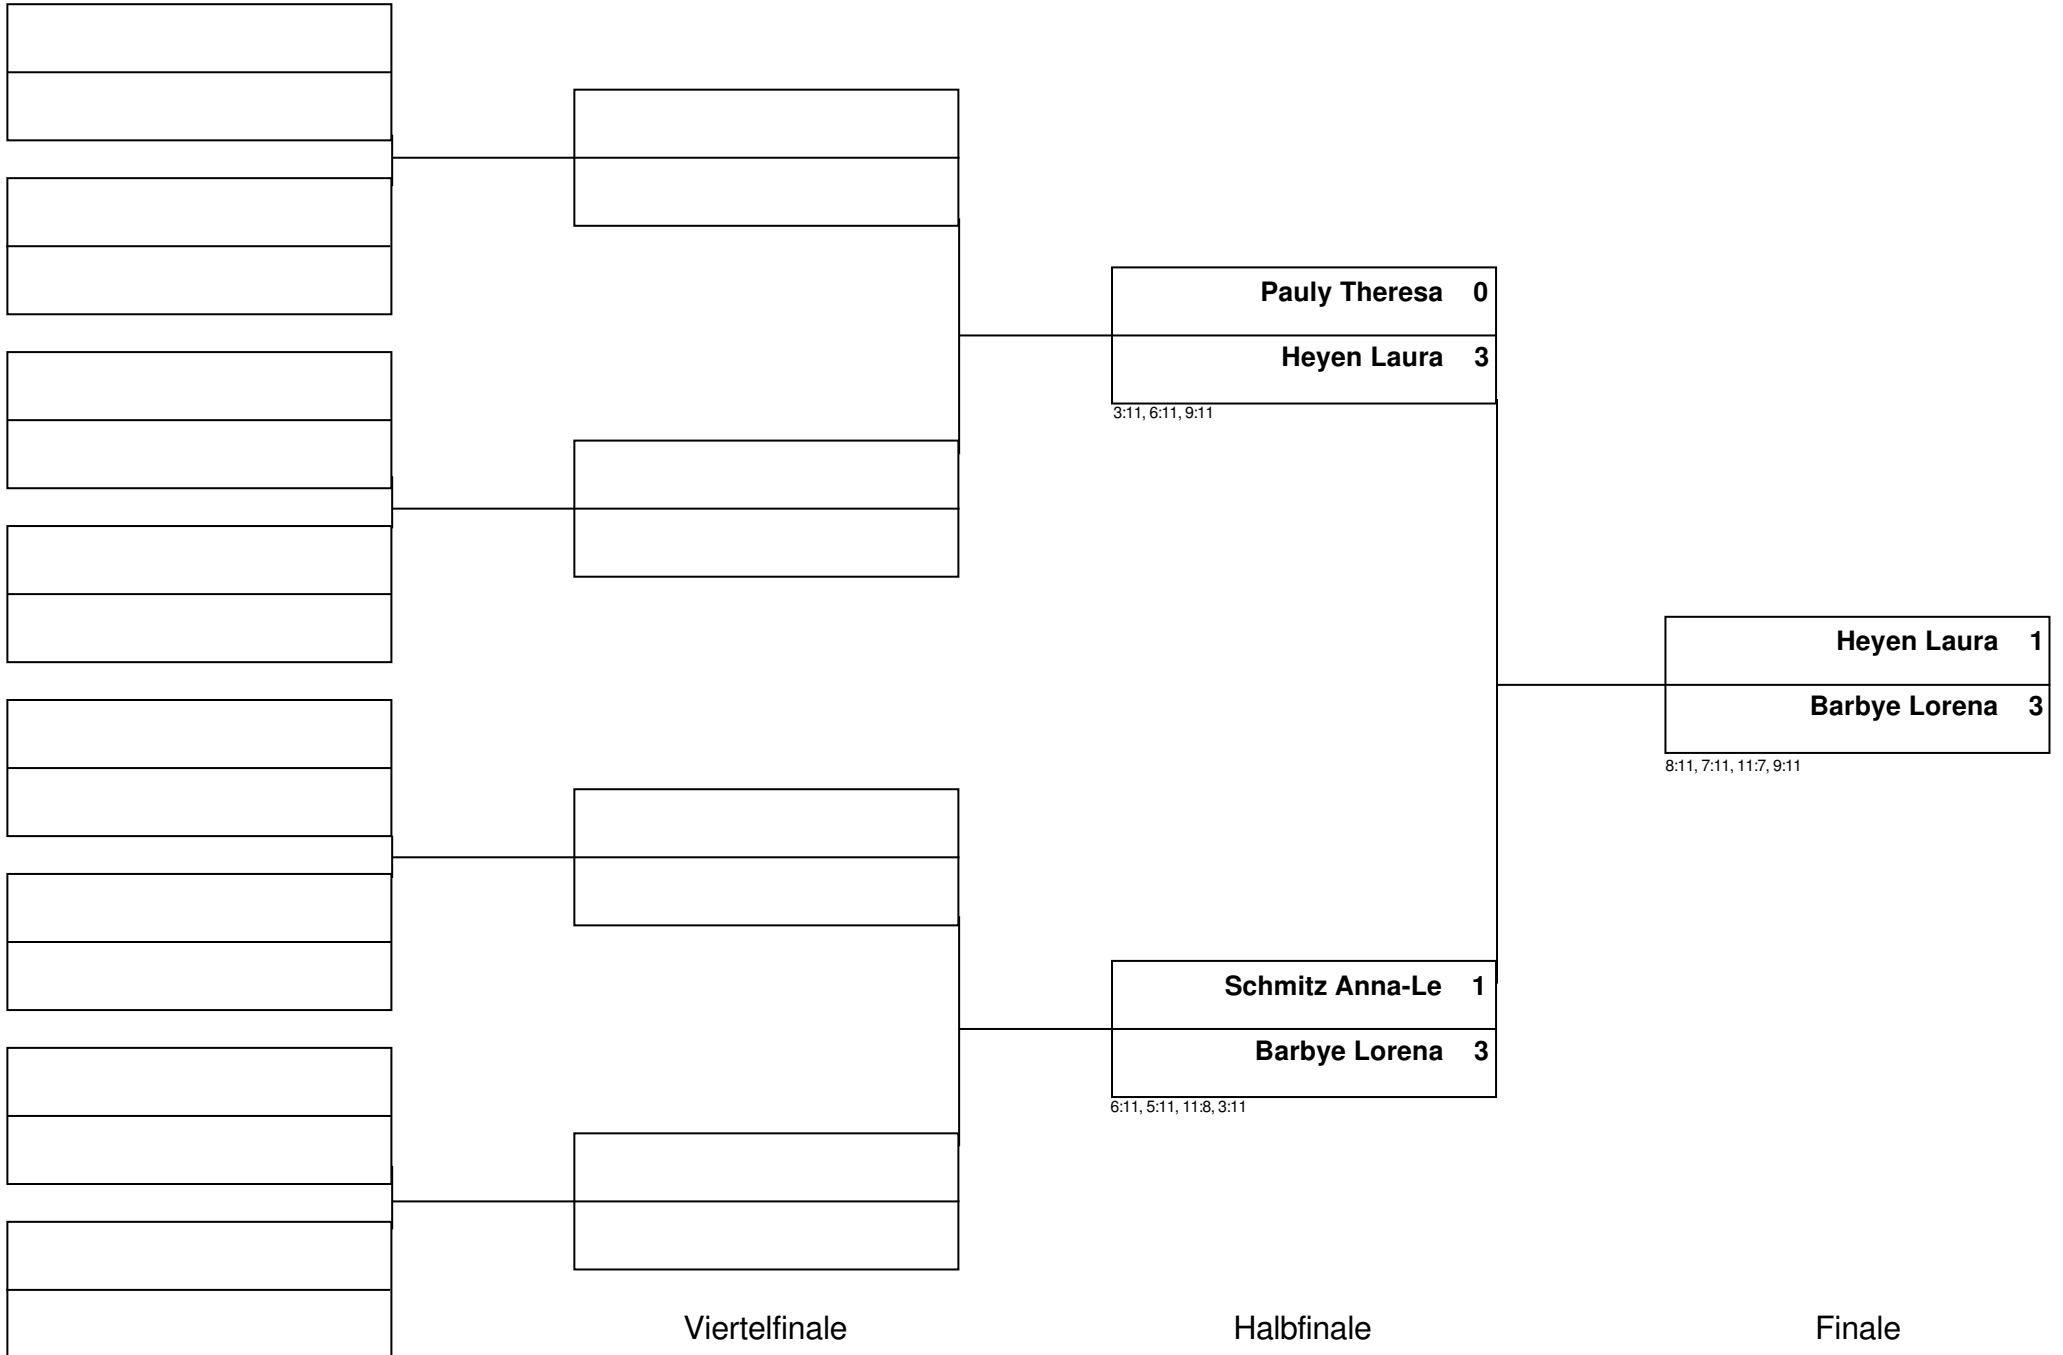 Pauly Theresa 0
Heyen Laura 3
3:11, 6:11, 9:11
Heyen Laura 1
Barbye Lorena 3
8:11, 7:11, 11:7, 9:11
Schmitz Anna-Le 1
Barbye Lorena 3
6:11, 5:11, 11:8, 3:11
Viertelfinale Halbfinale Finale